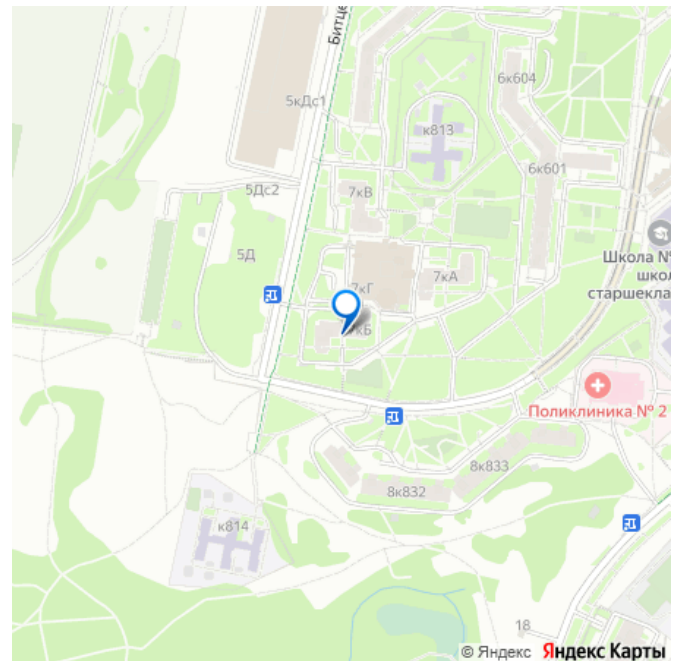 Битце
6к604
5кДс1
к813
6к601
5Дс2
7кВ
5Д
Школа №
школ
старшекла
7кА
7кГ
7кБ
Поликлиника № 2
8к833
8к832
к814
18
© Яндекс Яндекс Карты